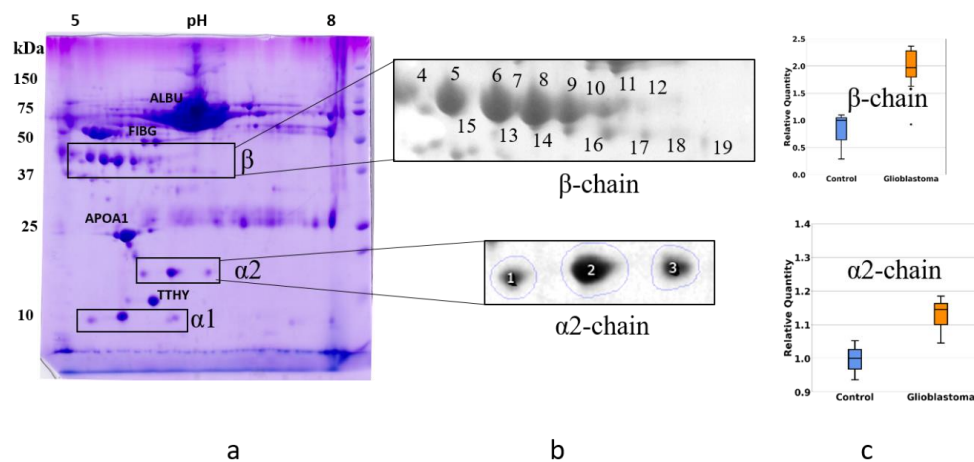 5 pH 8
kDa
150
75
50
37
25
10
ALBU
FIBG
β
APOA1
α2
TTHY
α1
4 5 6 7 8 9 10 11 12
15 13 14 16 17 18 19
β-chain
1 2 3
α2-chain
Relative Quantity
2.5
2.0
1.5
1.0
0.5
0.0
β-chain
Control Glioblastoma
Relative Quantity
1.4
1.3
1.2
1.1
1.0
0.9
α2-chain
Control Glioblastoma
a b c